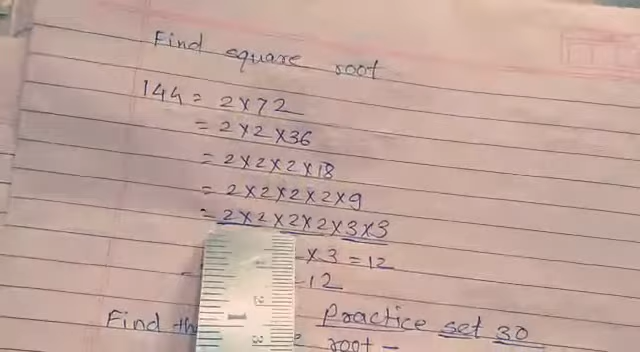 Find square root
144 = 2×72
= 2×2×36
= 2×2×2×18
= 2×2×2×2×9
= 2×2×2×2×3×3
×3 = 12
12
Practice set 30
Find
root -